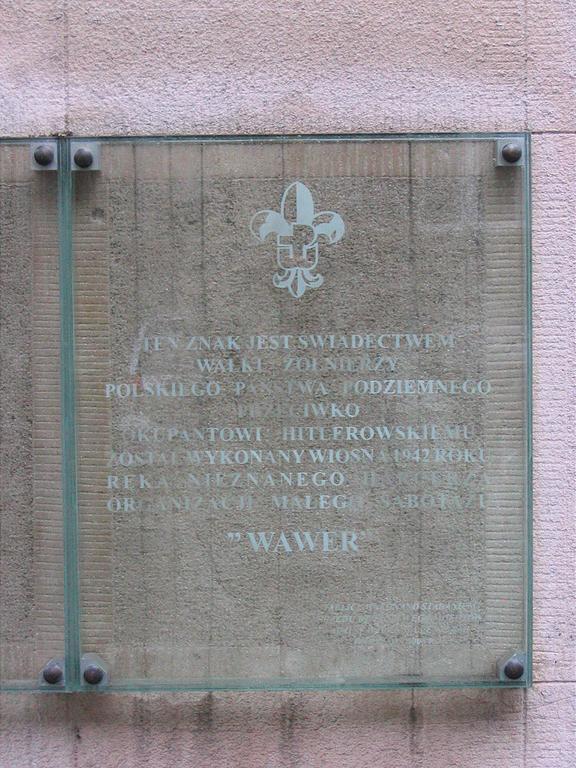 TEN ZNAK JEST ŚWIADECTWEM
WALKI ŻOŁNIERZY
POLSKIEGO PAŃSTWA PODZIEMNEGO
PRZECIWKO
OKUPANTOWI HITLEROWSKIEMU
ZOSTAŁ WYKONANY WIOSNĄ 1942 ROKU
RĘKĄ NIEZNANEGO HARCERZA
ORGANIZACJI MAŁEGO SABOTAŻU
"WAWER"